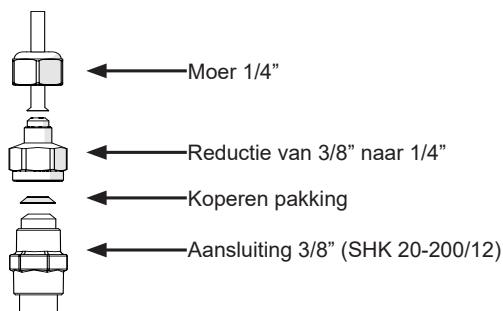 Moer 1/4”
Reductie van 3/8” naar 1/4”
Koperen pakking
Aansluiting 3/8” (SHK 20-200/12)